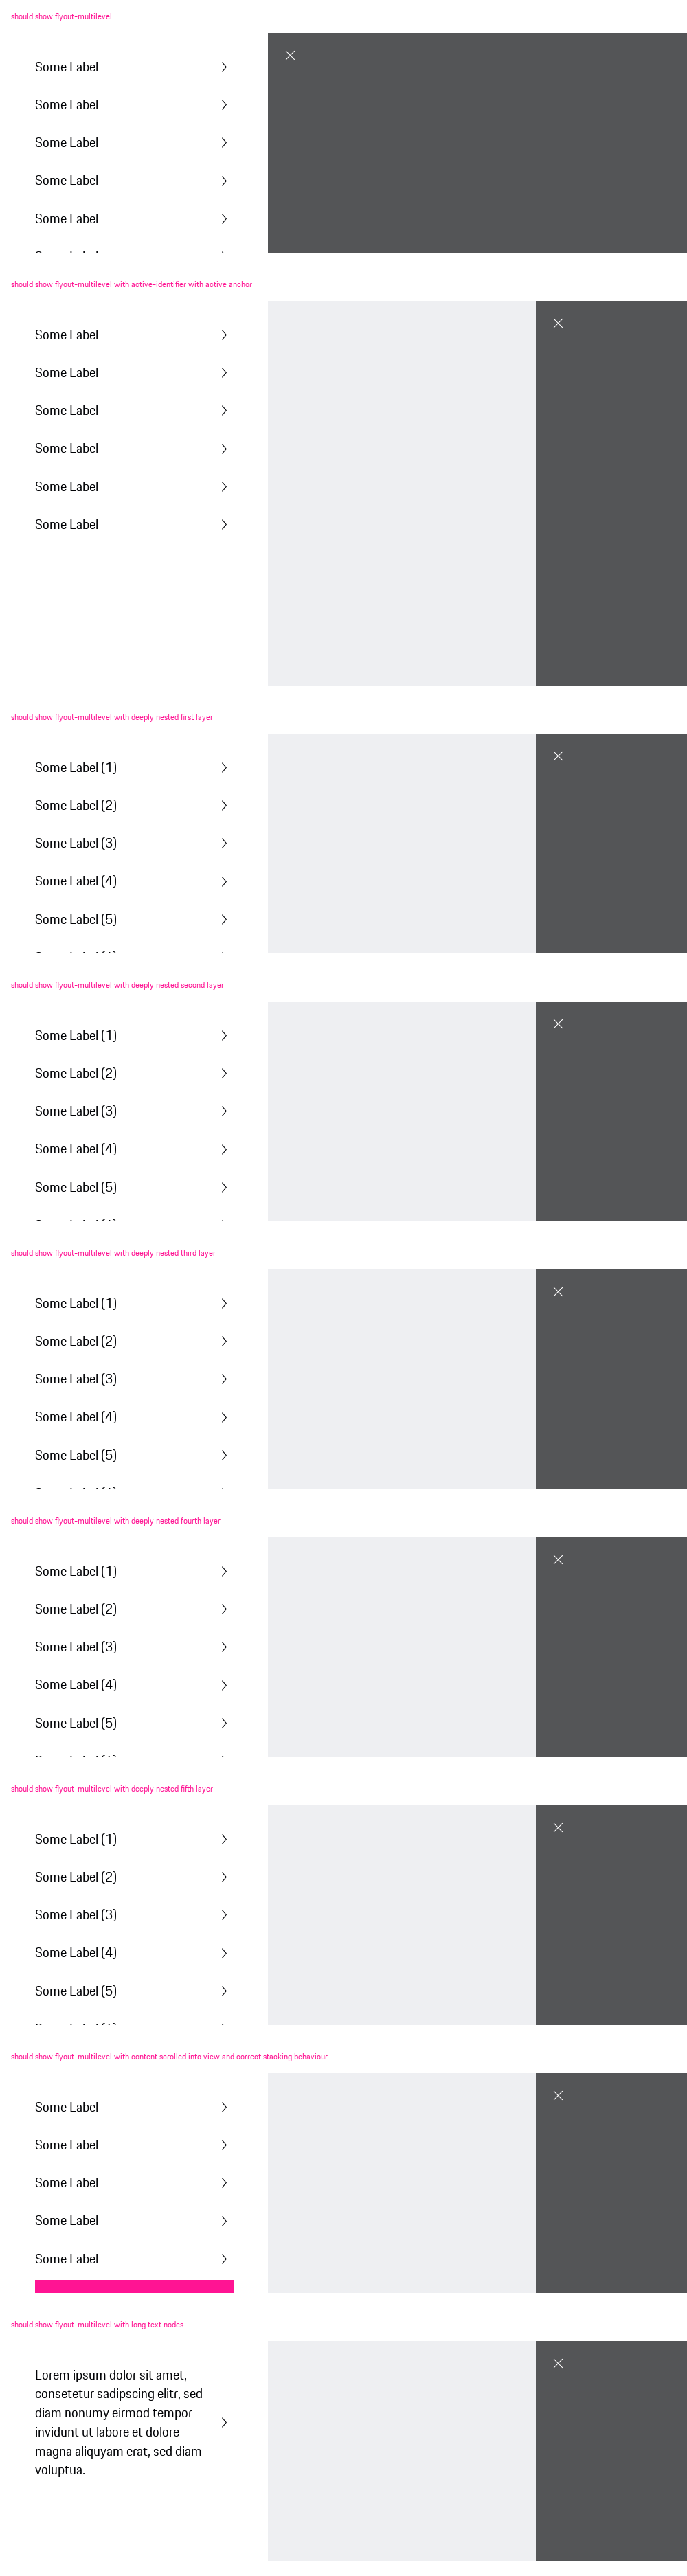 should show flyout-multilevel
Some Label
Some Label
Some Label
Some Label
Some Label
should show flyout-multilevel with active-identifier with active anchor
Some Label
Some Label
Some Label
Some Label
Some Label
Some Label
should show flyout-multilevel with deeply nested first layer
Some Label (1)
Some Label (2)
Some Label (3)
Some Label (4)
Some Label (5)
should show flyout-multilevel with deeply nested second layer
Some Label (1)
Some Label (2)
Some Label (3)
Some Label (4)
Some Label (5)
should show flyout-multilevel with deeply nested third layer
Some Label (1)
Some Label (2)
Some Label (3)
Some Label (4)
Some Label (5)
should show flyout-multilevel with deeply nested fourth layer
Some Label (1)
Some Label (2)
Some Label (3)
Some Label (4)
Some Label (5)
should show flyout-multilevel with deeply nested fifth layer
Some Label (1)
Some Label (2)
Some Label (3)
Some Label (4)
Some Label (5)
should show flyout-multilevel with content scrolled into view and correct stacking behaviour
Some Label
Some Label
Some Label
Some Label
Some Label
should show flyout-multilevel with long text nodes
Lorem ipsum dolor sit amet,
consetetur sadipscing elitr, sed
diam nonumy eirmod tempor
invidunt ut labore et dolore
magna aliquyam erat, sed diam
voluptua.